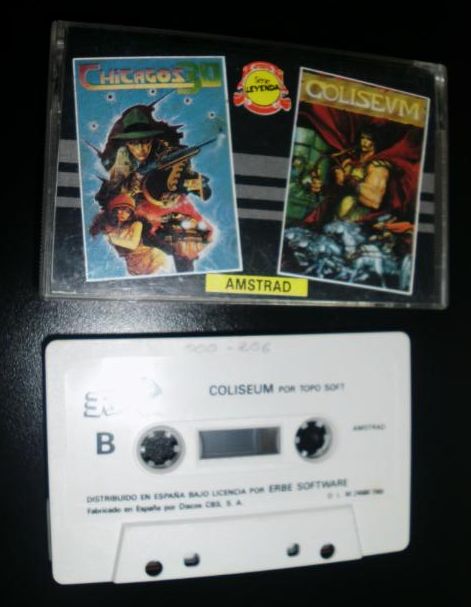 CHICAGO'S 30
Serie
LEYENDA
COLISEVM
AMSTRAD
COLISEUM POR TOPO SOFT
B
AMSTRAD
DISTRIBUIDO EN ESPAÑA BAJO LICENCIA POR ERBE SOFTWARE
Fabricado en España por Discos CBS, S. A.